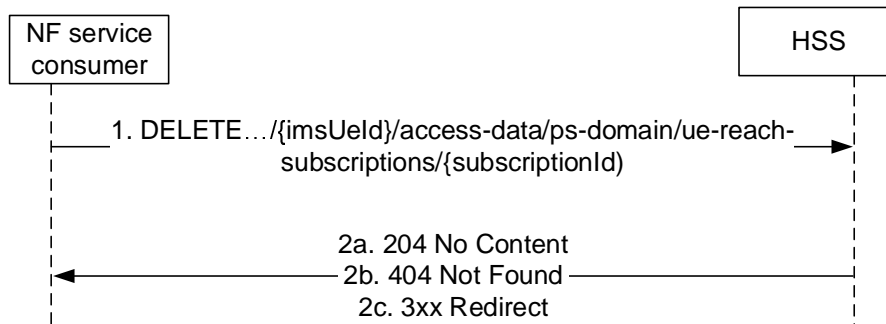 NF service
consumer
HSS
1. DELETE…/{imsUeId}/access-data/ps-domain/ue-reach-
subscriptions/{subscriptionId)
2a. 204 No Content
2b. 404 Not Found
2c. 3xx Redirect